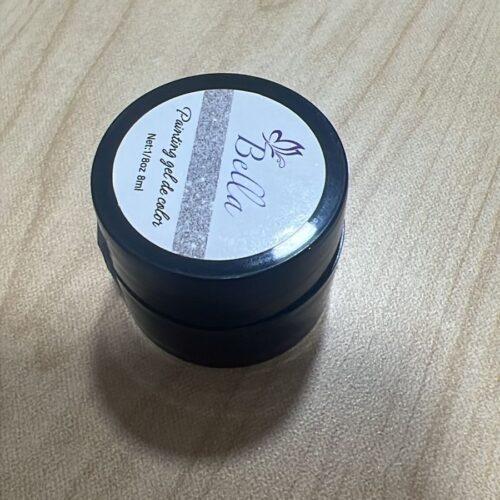 Bella
Painting gel de color
Net:1/8oz 8ml